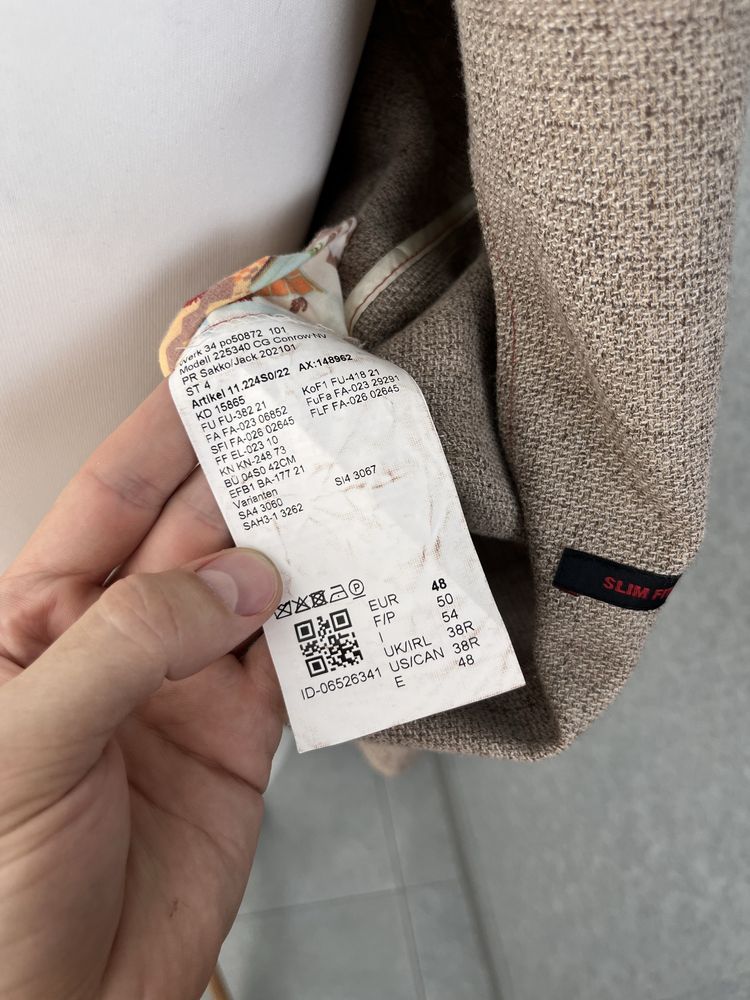 Werk 34 po50872 101
Modell 225340 CG Conrow NV
PR Sakko/Jack 202101
ST 4
Artikel 11.224S0/22 AX:148962
KD 15865
FU FU-382 21 KoF1 FU-418 21
FA FA-023 06852 FuFa FA-023 29291
SFI FA-026 02645 FLF FA-026 02645
FF EL-023 10
KN KN-248 73
BÜ 04S0 42CM
EFB1 BA-177 21
Varianten
SA4 3060 SI4 3067
SAH3-1 3262
P
EUR 48
F/P 50
I 54
UK/IRL 38R
US/CAN 38R
E 48
ID-06526341
SLIM FIT